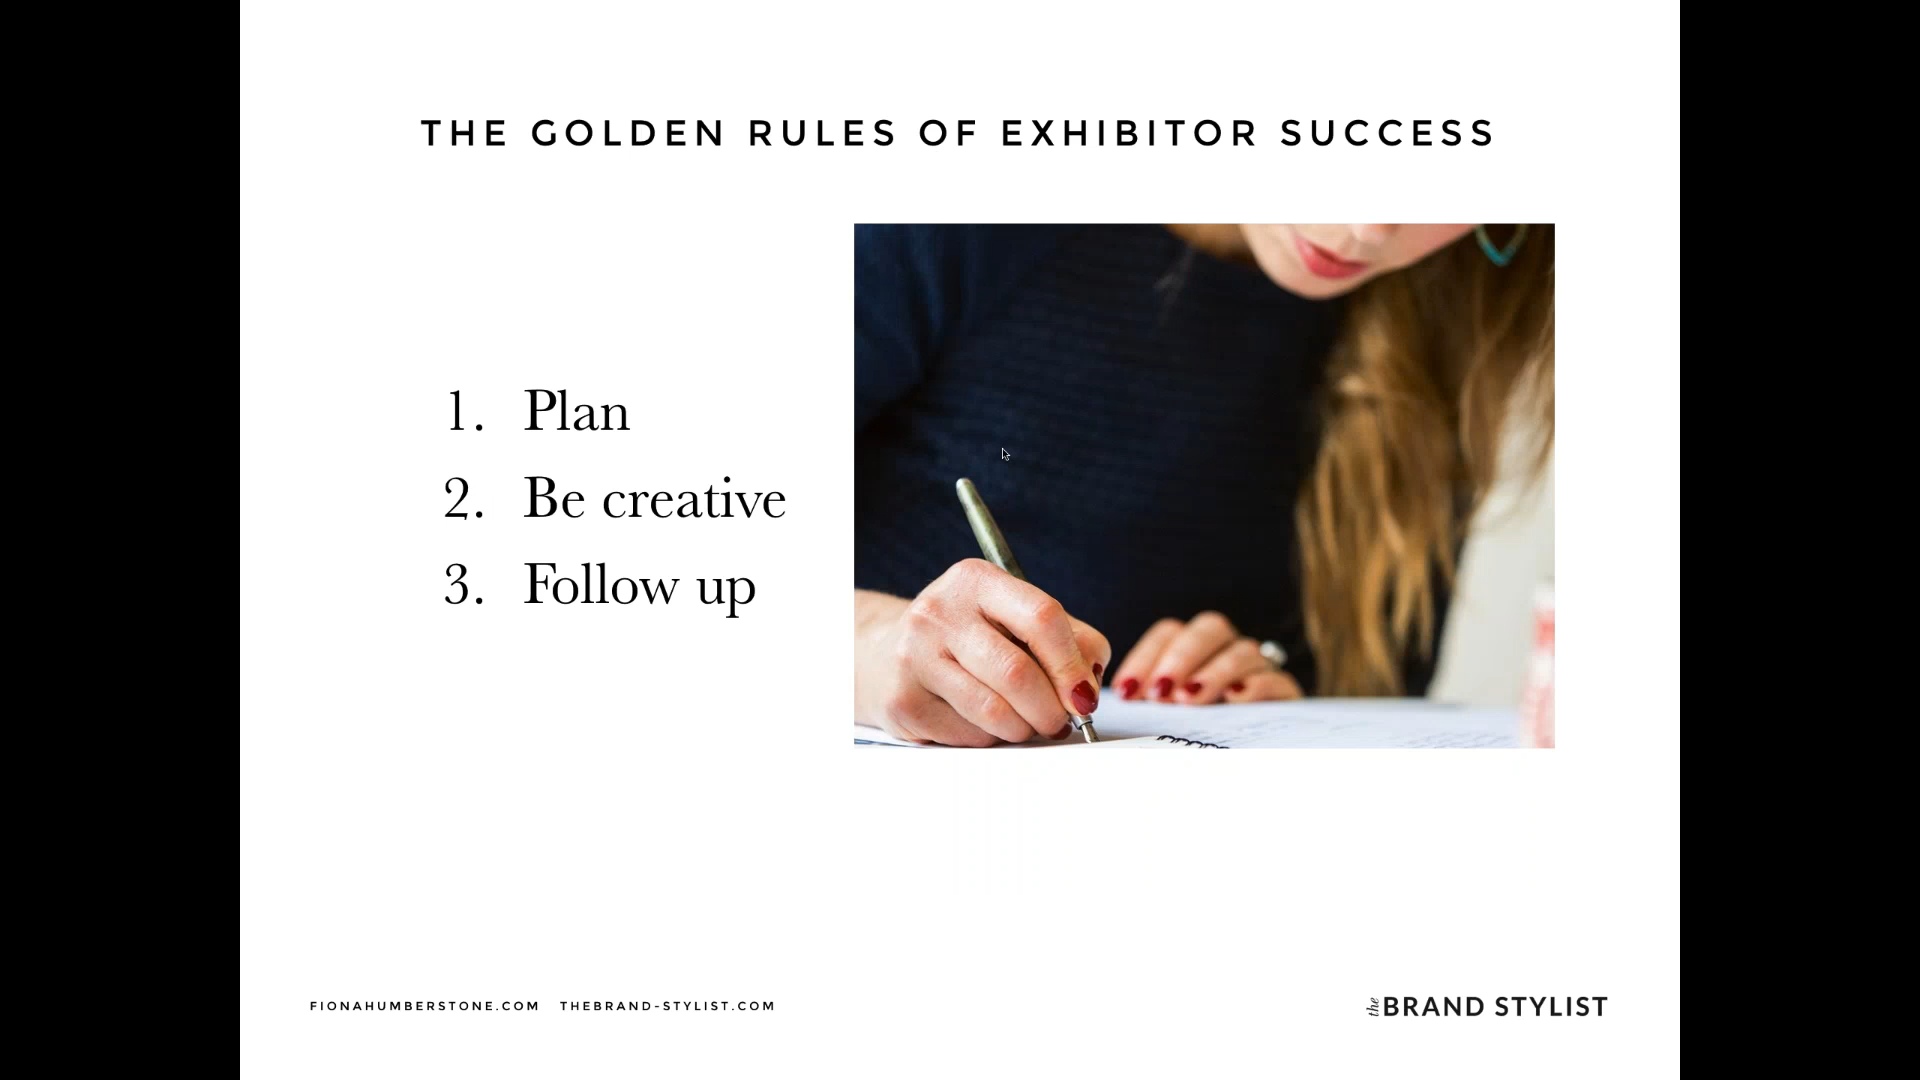 THE GOLDEN RULES OF EXHIBITOR SUCCESS
1. Plan
2. Be creative
3. Follow up
FIONAHUMBERSTONE.COM THEBRAND-STYLIST.COM
the BRAND STYLIST